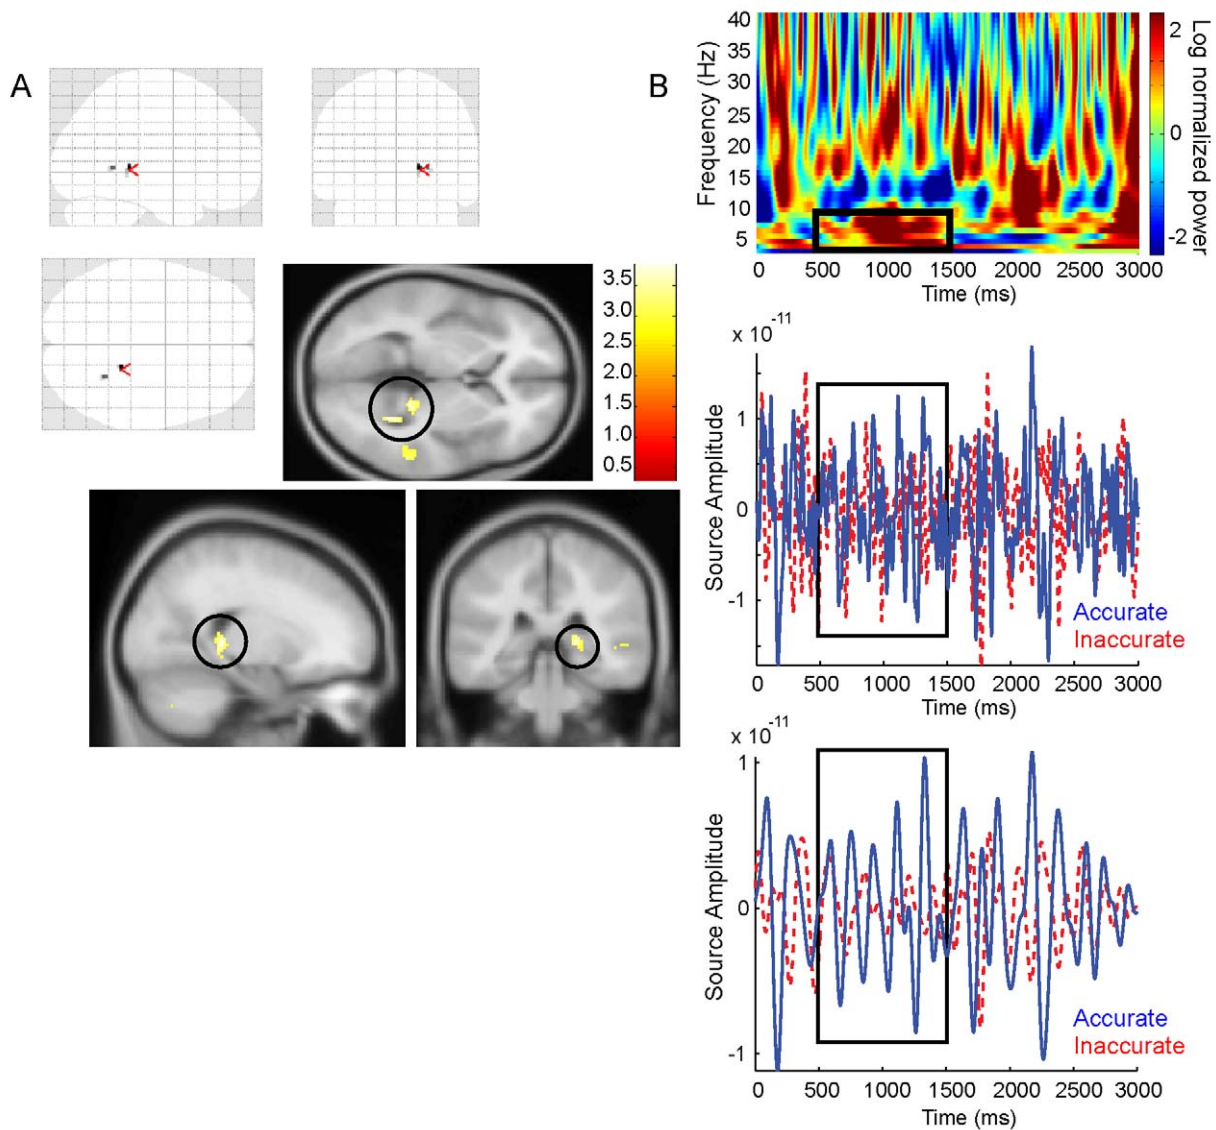 A
3.5
3.0
2.5
2.0
1.5
1.0
0.5
B
Frequency (Hz)
40
35
30
25
20
15
10
5
0 500 1000 1500 2000 2500 3000
Time (ms)
2
0
-2
Log normalized power
x 10-11
Source Amplitude
1
0
-1
Accurate
Inaccurate
0 500 1000 1500 2000 2500 3000
Time (ms)
x 10-11
Source Amplitude
1
0
-1
Accurate
Inaccurate
0 500 1000 1500 2000 2500 3000
Time (ms)